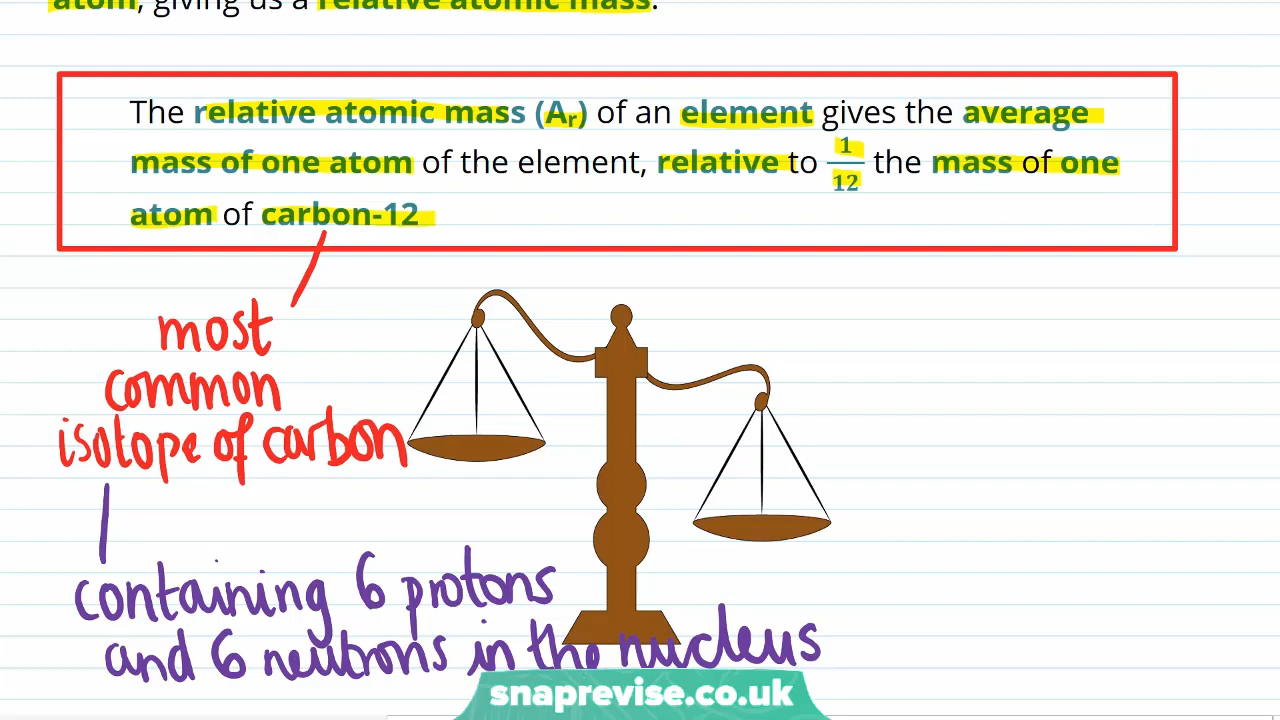 atom, giving us a relative atomic mass.
The relative atomic mass (Aᵣ) of an element gives the average
mass of one atom of the element, relative to 1/12 the mass of one
atom of carbon-12
most
common
isotope of carbon
containing 6 protons
and 6 neutrons in the nucleus
snaprevise.co.uk